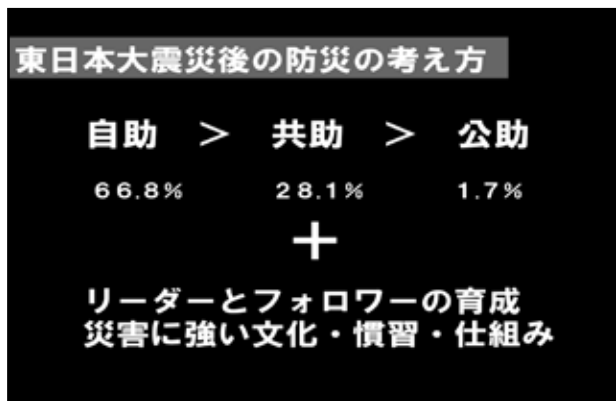 東日本大震災後の防災の考え方
自助 > 共助 > 公助
66.8% 28.1% 1.7%
+
リーダーとフォロワーの育成
災害に強い文化・慣習・仕組み